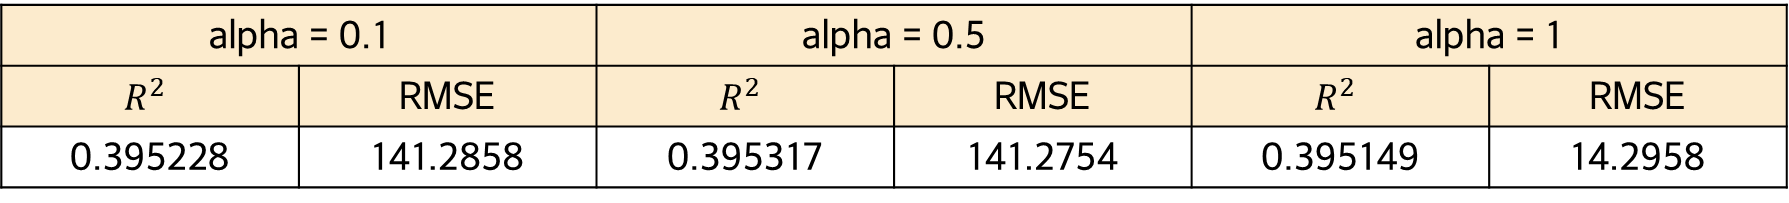 alpha = 0.1 alpha = 0.5 alpha = 1
R² RMSE R² RMSE R² RMSE
0.395228 141.2858 0.395317 141.2754 0.395149 14.2958